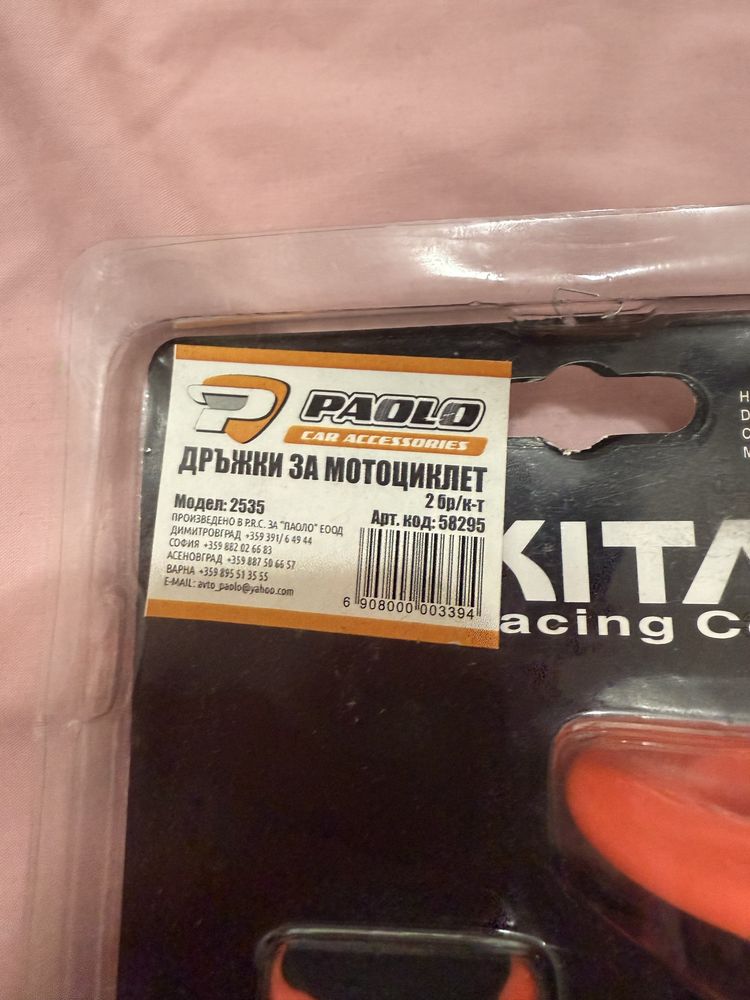 PAOLO
CAR ACCESSORIES
ДРЪЖКИ ЗА МОТОЦИКЛЕТ
2 бр/к-т
Модел: 2535
Арт. код: 58295
ПРОИЗВЕДЕНО В P.R.C. ЗА "ПАОЛО" ЕООД
ДИМИТРОВГРАД +359 391/ 6 49 44
СОФИЯ +359 882 02 66 83
АСЕНОВГРАД +359 887 50 66 57
ВАРНА +359 895 51 35 55
E-MAIL: avto_paolo@yahoo.com
6 908000 003394
KITA
acing C
H
D
C
M